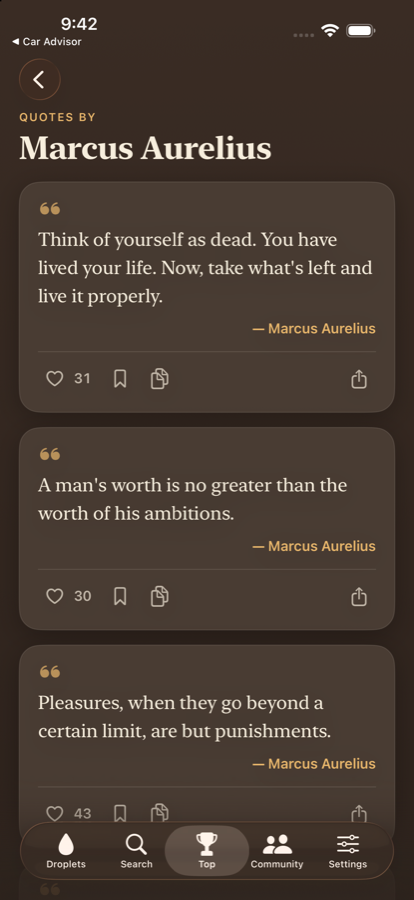 9:42
◀ Car Advisor
QUOTES BY
Marcus Aurelius
❝
Think of yourself as dead. You have
lived your life. Now, take what's left and
live it properly.
— Marcus Aurelius
31
❝
A man's worth is no greater than the
worth of his ambitions.
— Marcus Aurelius
30
❝
Pleasures, when they go beyond a
certain limit, are but punishments.
— Marcus Aurelius
43
Droplets Search Top Community Settings